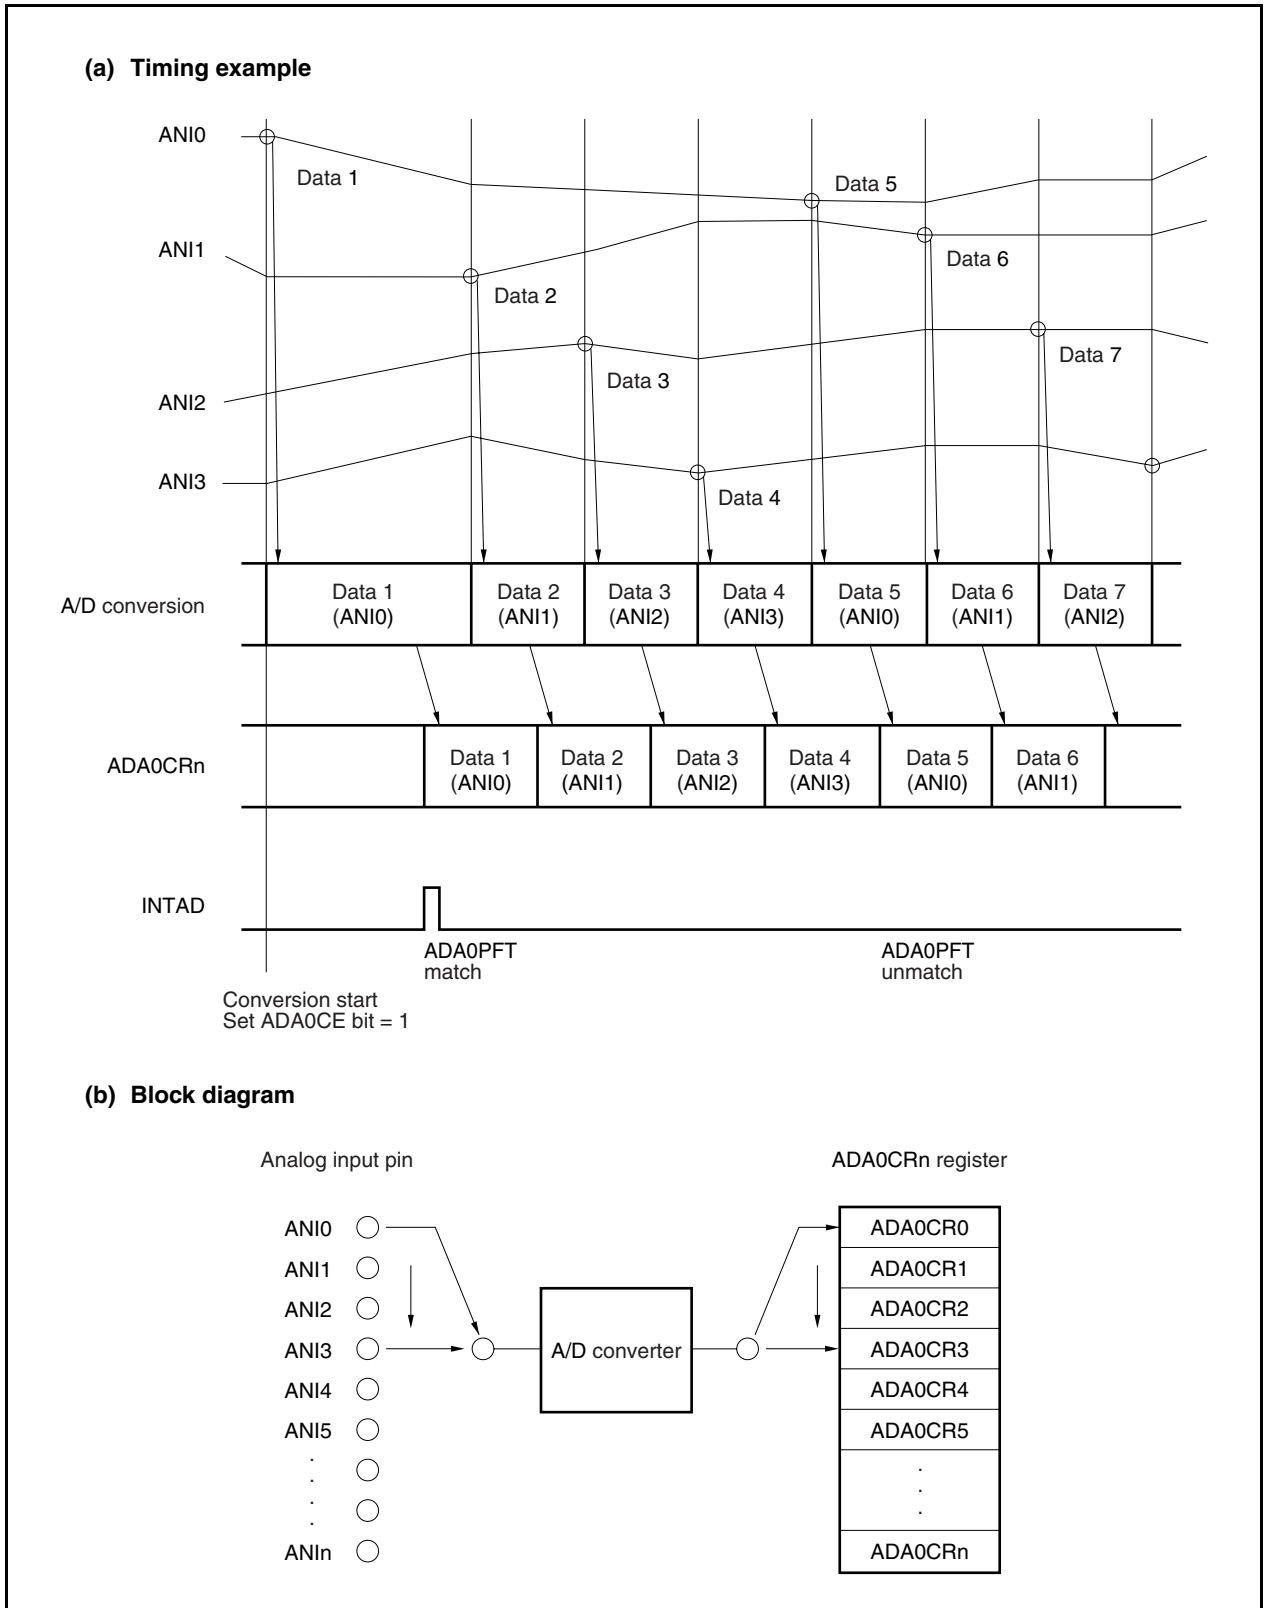 (a) Timing example
ANI0
Data 1
Data 5
ANI1
Data 6
Data 2
Data 7
Data 3
ANI2
ANI3
Data 4
A/D conversion
Data 1
(ANI0)
Data 2
(ANI1)
Data 3
(ANI2)
Data 4
(ANI3)
Data 5
(ANI0)
Data 6
(ANI1)
Data 7
(ANI2)
ADA0CRn
Data 1
(ANI0)
Data 2
(ANI1)
Data 3
(ANI2)
Data 4
(ANI3)
Data 5
(ANI0)
Data 6
(ANI1)
INTAD
ADA0PFT
match
ADA0PFT
unmatch
Conversion start
Set ADA0CE bit = 1
(b) Block diagram
Analog input pin
ANI0
ANI1
ANI2
ANI3
ANI4
ANI5
.
.
.
.
.
ANIn
A/D converter
ADA0CRn register
ADA0CR0
ADA0CR1
ADA0CR2
ADA0CR3
ADA0CR4
ADA0CR5
.
.
.
ADA0CRn